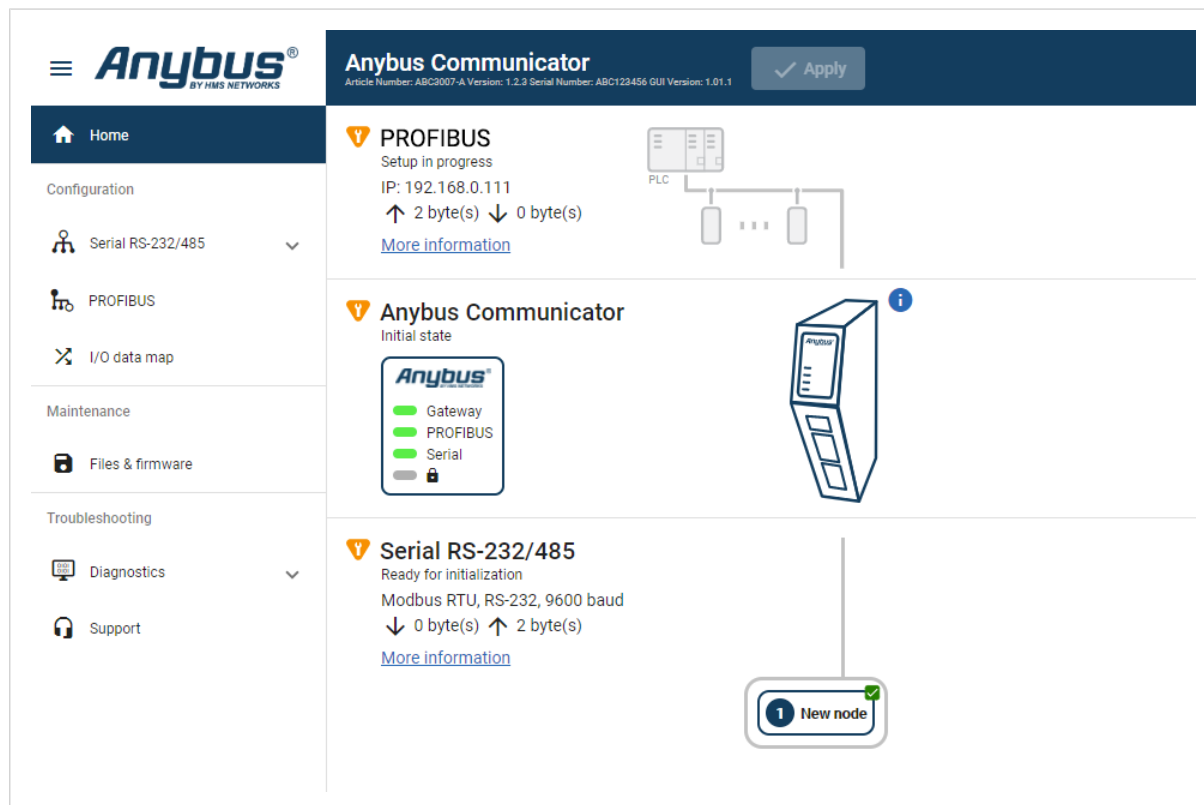 Anybus®
BY HMS NETWORKS
Anybus Communicator
Article Number: ABC3007-A Version: 1.2.3 Serial Number: ABC123456 GUI Version: 1.01.1
Apply
Home
Configuration
Serial RS-232/485
PROFIBUS
I/O data map
Maintenance
Files & firmware
Troubleshooting
Diagnostics
Support
PROFIBUS
Setup in progress
IP: 192.168.0.111
2 byte(s) 0 byte(s)
More information
PLC
Anybus Communicator
Initial state
Anybus®
BY HMS NETWORKS
Gateway
PROFIBUS
Serial
Anybus
i
Serial RS-232/485
Ready for initialization
Modbus RTU, RS-232, 9600 baud
0 byte(s) 2 byte(s)
More information
1 New node